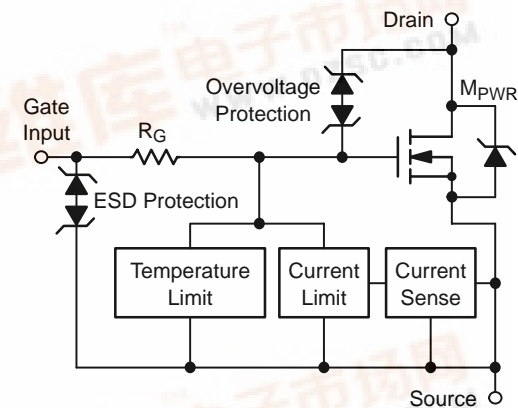 Drain
Overvoltage
Protection
MPWR
Gate
Input
RG
ESD Protection
Temperature
Limit
Current
Limit
Current
Sense
Source